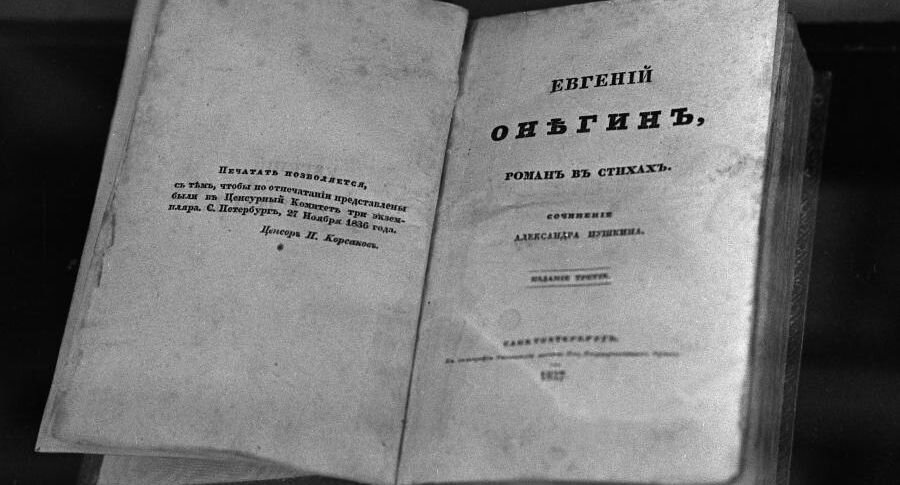 Печатать позволяется,
съ тѣмъ, чтобы по отпечатаніи представлены
были въ Ценсурный Комитетъ три экзем-
пляра. С. Петербургъ, 27 Ноября 1836 года.
Ценсоръ П. Корсаковъ.
ЕВГЕНІЙ
ОНѢГИНЪ,
РОМАНЪ ВЪ СТИХАХЪ.
СОЧИНЕНІЕ
АЛЕКСАНДРА ПУШКИНА.
ИЗДАНІЕ ТРЕТІЕ.
САНКТПЕТЕРБУРГЪ.
1837